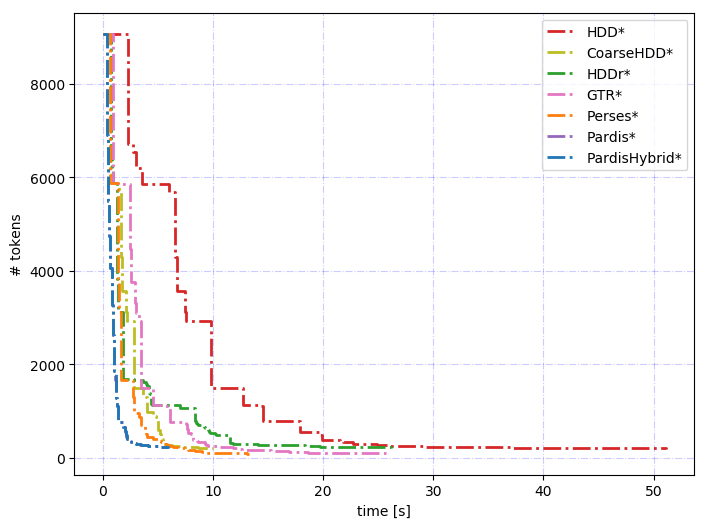 # tokens
8000
6000
4000
2000
0
0
10
20
30
40
50
time [s]
HDD*
CoarseHDD*
HDDr*
GTR*
Perses*
Pardis*
PardisHybrid*